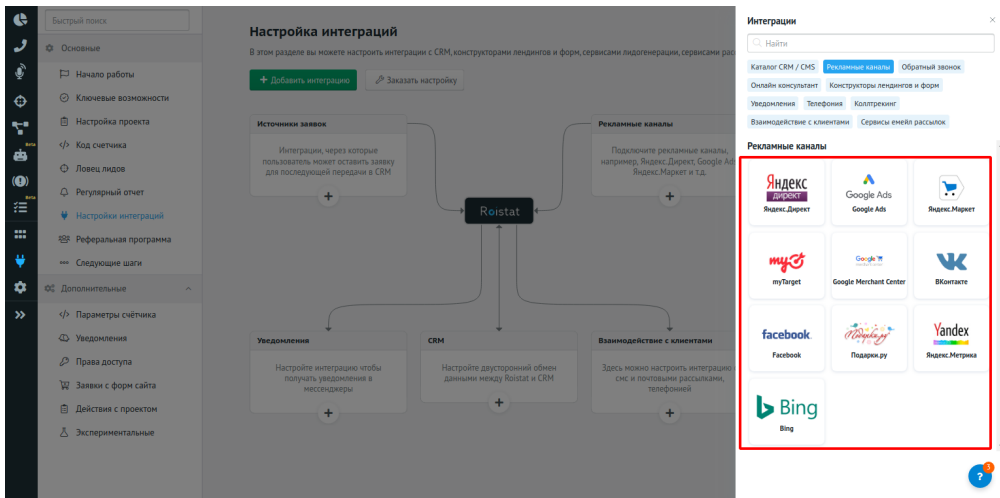 Быстрый поиск
Основные
Начало работы
Ключевые возможности
Настройка проекта
</> Код счетчика
Beta
Ловец лидов
Регулярный отчет
Beta
Настройки интеграций
Реферальная программа
Следующие шаги
Дополнительные
</> Параметры счётчика
Уведомления
Права доступа
Заявки с форм сайта
Действия с проектом
Экспериментальные
Настройка интеграций
В этом разделе вы можете настроить интеграции с CRM, конструкторами лендингов и форм, сервисами лидогенерации, сервисами рас
+ Добавить интеграцию
Заказать настройку
Источники заявок
Интеграции, через которые
пользователь может оставить заявку
для последующей передачи в CRM
+
Рекламные каналы
Подключите рекламные каналы,
например, Яндекс.Директ, Google Ads
Яндекс.Маркет и т.д.
+
Roistat
Уведомления
Настройте интеграцию чтобы
получать уведомления в
мессенджеры
+
CRM
Настройте двусторонний обмен
данными между Roistat и CRM
+
Взаимодействие с клиентами
Здесь можно настроить интеграцию
смс и почтовыми рассылками,
телефонией
+
Интеграции
Найти
Каталог CRM / CMS Рекламные каналы Обратный звонок
Онлайн консультант Конструкторы лендингов и форм
Уведомления Телефония Коллтрекинг
Взаимодействие с клиентами Сервисы емейл рассылок
Рекламные каналы
Яндекс
ДИРЕКТ
Яндекс.Директ
Google Ads
Google Ads
Яндекс.Маркет
my
myTarget
Google
Google Merchant Center
ВКонтакте
facebook.
Facebook
Подарки.ру
Подарки.ру
Yandex
Яндекс.Метрика
Bing
Bing
?
3